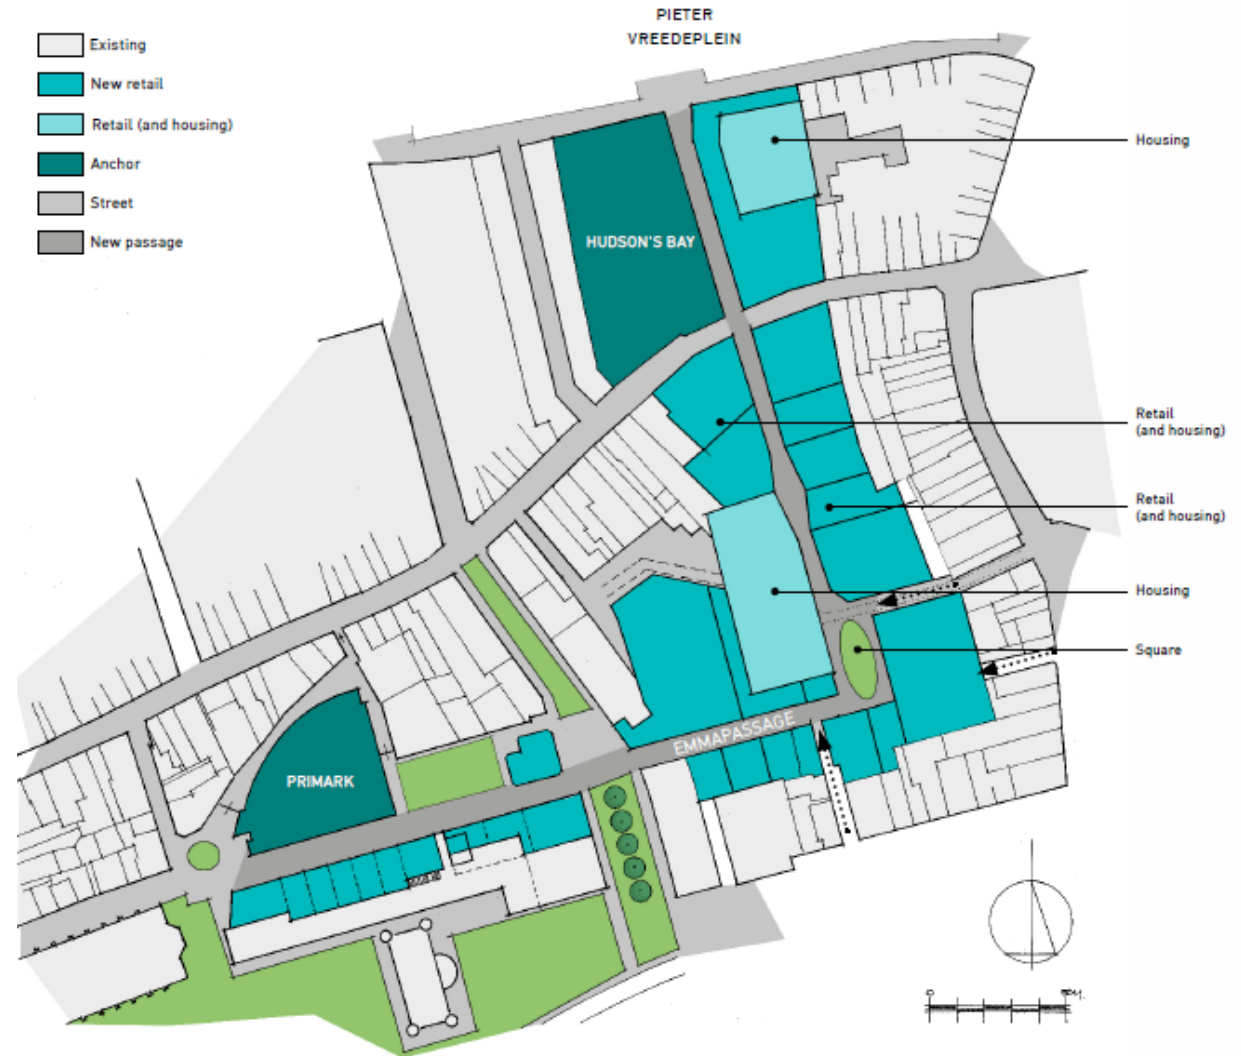 PIETER
VREEDEPLEIN
Existing
New retail
Retail (and housing)
Anchor
Street
New passage
Housing
HUDSON'S BAY
Retail
(and housing)
Retail
(and housing)
Housing
Square
EMMAPASSAGE
PRIMARK
0